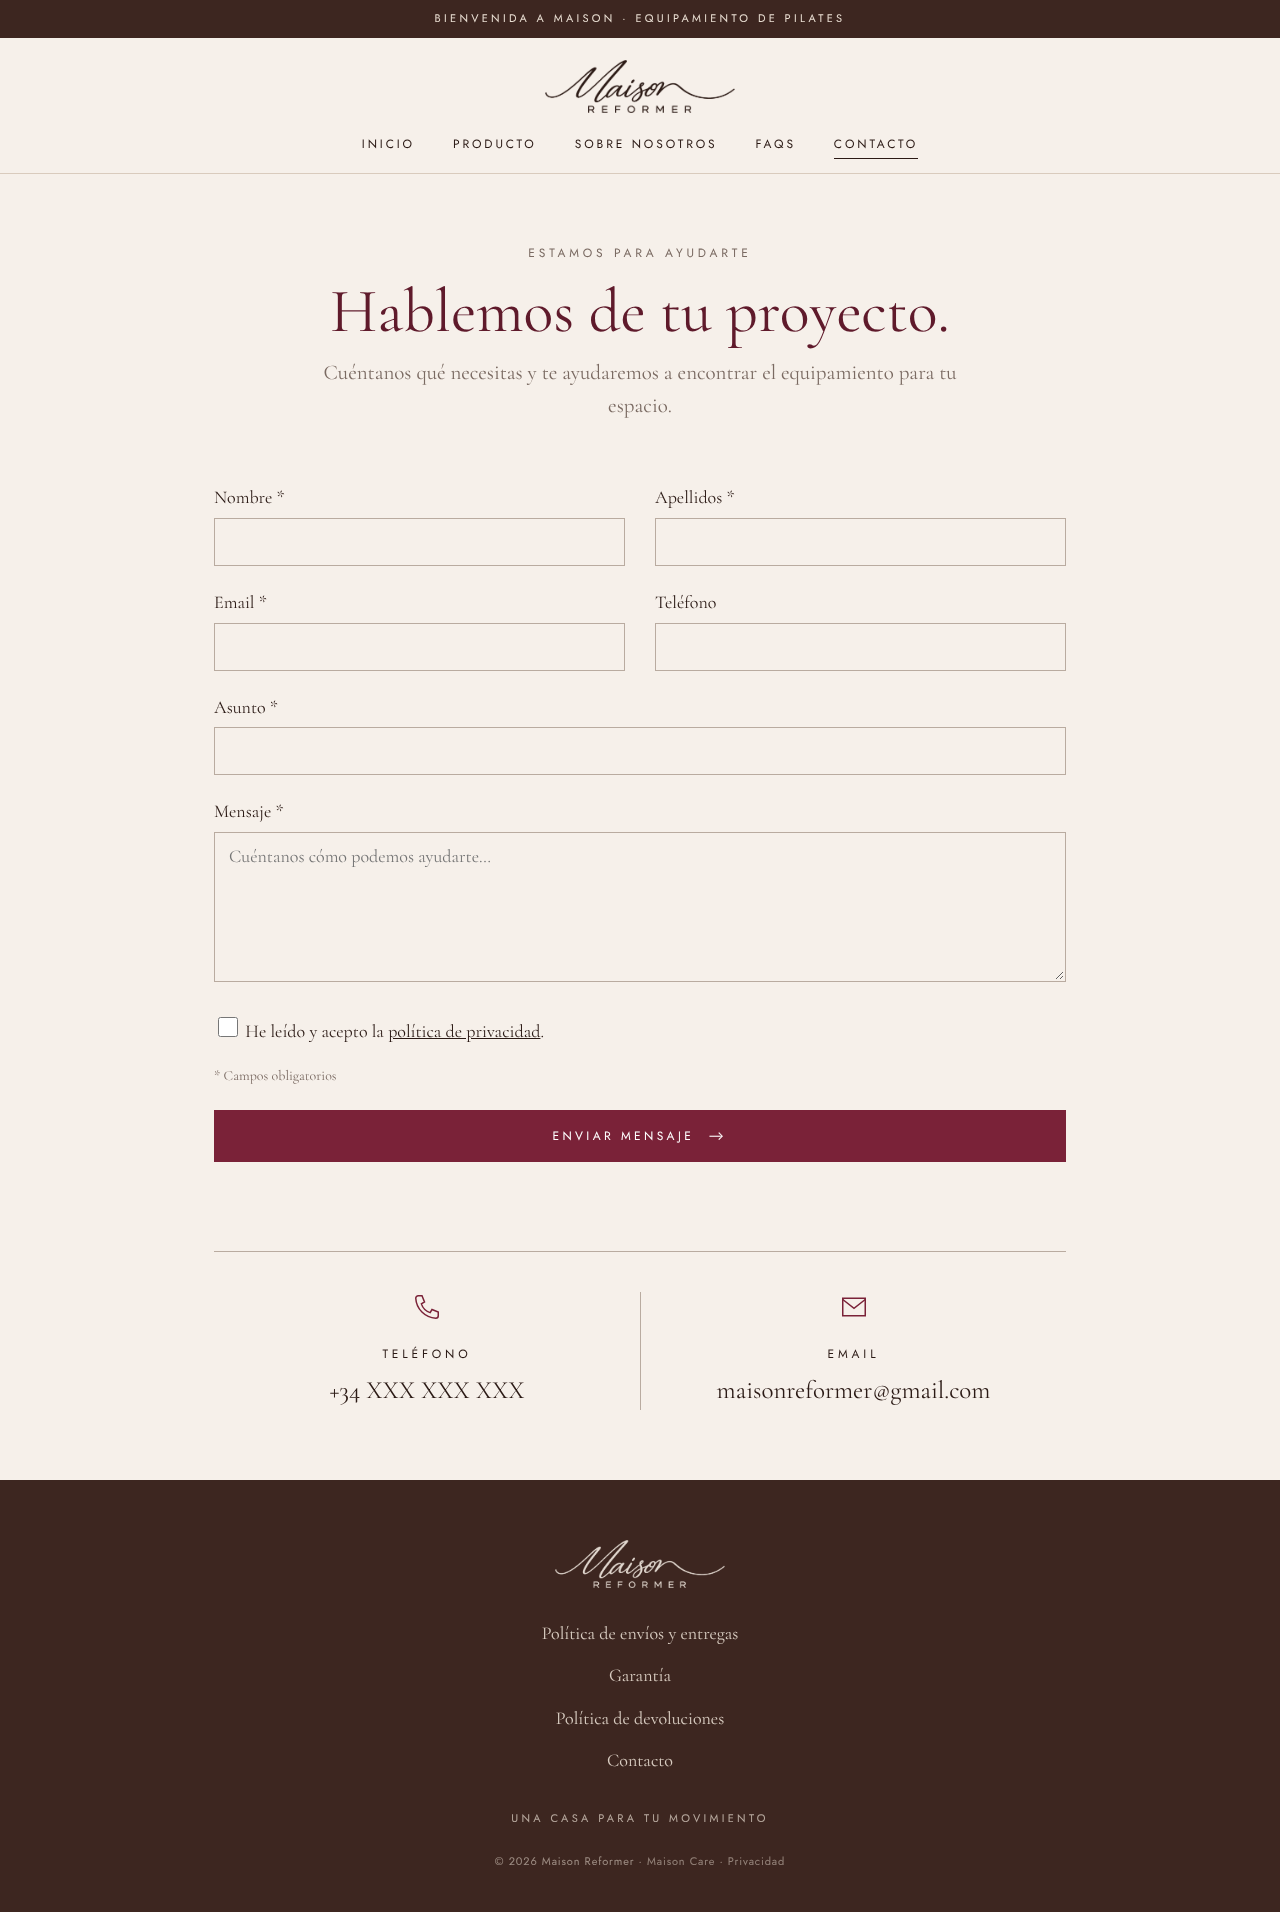 BIENVENIDA A MAISON · EQUIPAMIENTO DE PILATES
Maison
REFORMER
INICIO PRODUCTO SOBRE NOSOTROS FAQS CONTACTO
ESTAMOS PARA AYUDARTE
Hablemos de tu proyecto.
Cuéntanos qué necesitas y te ayudaremos a encontrar el equipamiento para tu
espacio.
Nombre * Apellidos *
Email * Teléfono
Asunto *
Mensaje *
Cuéntanos cómo podemos ayudarte...
He leído y acepto la política de privacidad.
* Campos obligatorios
ENVIAR MENSAJE →
TELÉFONO
+34 XXX XXX XXX
EMAIL
maisonreformer@gmail.com
Maison
REFORMER
Política de envíos y entregas
Garantía
Política de devoluciones
Contacto
UNA CASA PARA TU MOVIMIENTO
© 2026 Maison Reformer · Maison Care · Privacidad